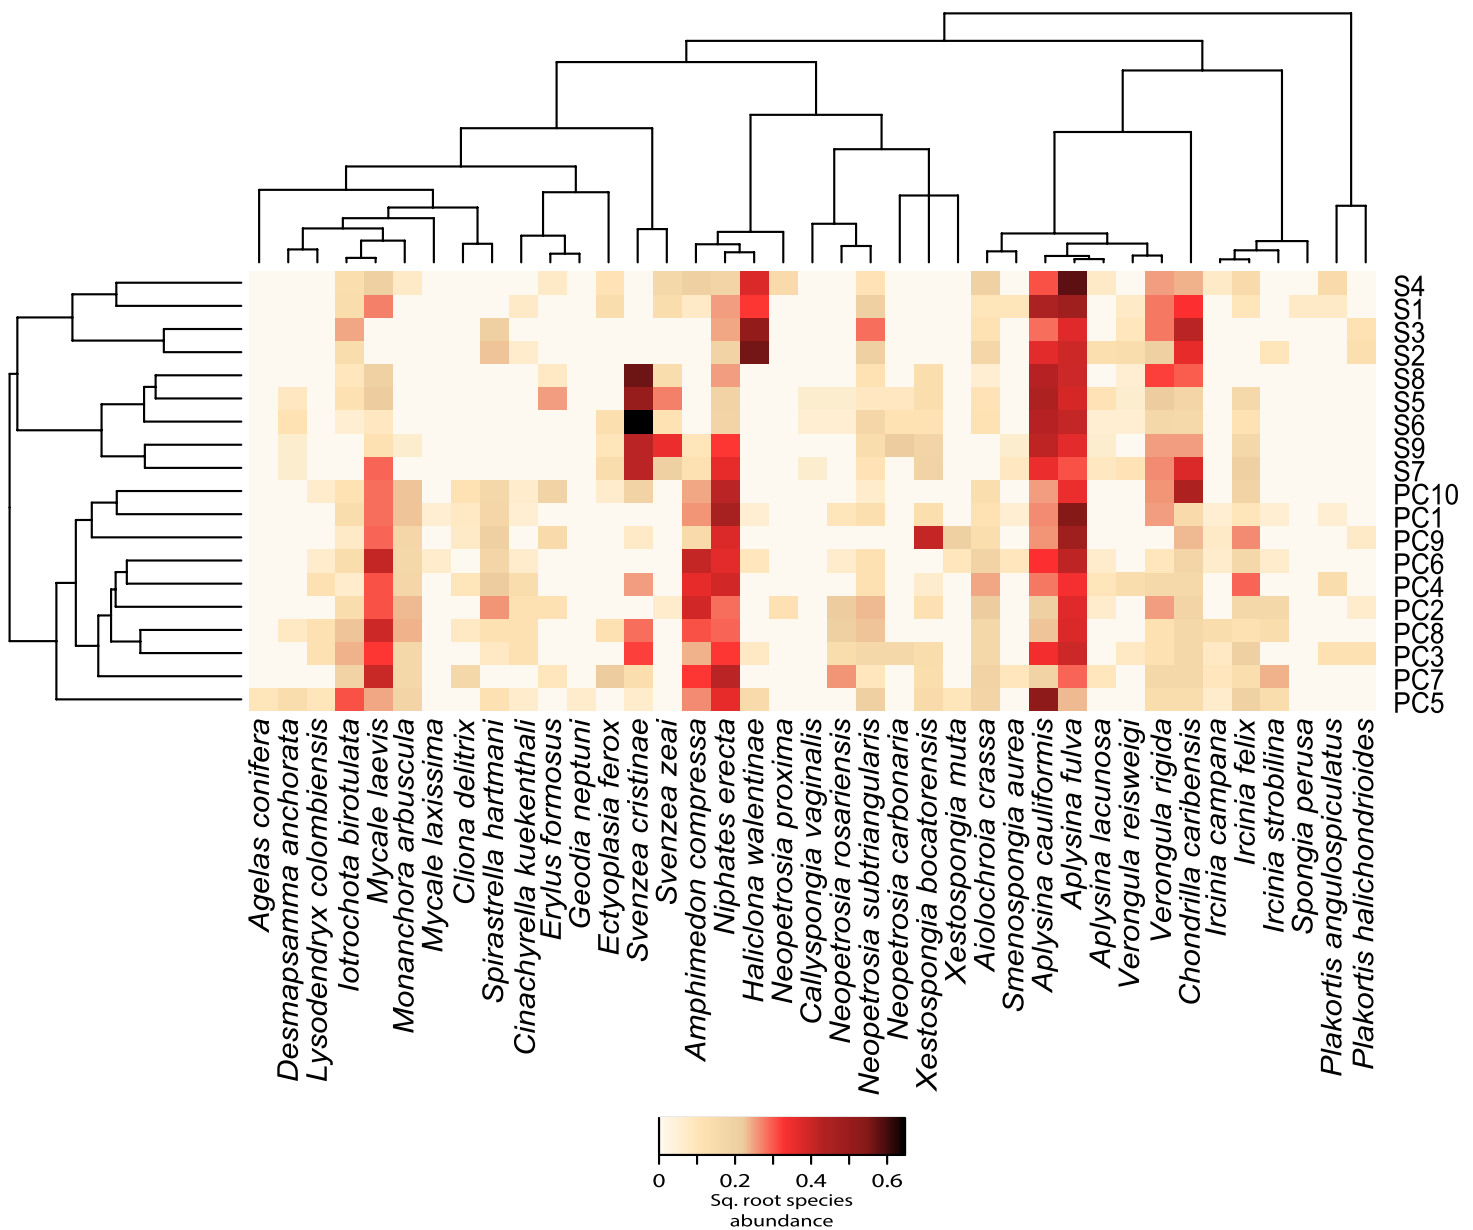 S4
S1
S3
S2
S8
S5
S6
S9
S7
PC10
PC1
PC9
PC6
PC4
PC2
PC8
PC3
PC7
PC5
Agelas conifera
Desmapsamma anchorata
Lysodendryx colombiensis
Iotrochota birotulata
Mycale laevis
Monanchora arbuscula
Mycale laxissima
Cliona delitrix
Spirastrella hartmani
Cinachyrella kuekenthali
Erylus formosus
Geodia neptuni
Ectyoplasia ferox
Svenzea cristinae
Svenzea zeai
Amphimedon compressa
Niphates erecta
Haliclona walentinae
Neopetrosia proxima
Callyspongia vaginalis
Neopetrosia rosariensis
Neopetrosia subtriangularis
Neopetrosia carbonaria
Xestospongia bocatorensis
Xestospongia muta
Aiolochroia crassa
Smenospongia aurea
Aplysina cauliformis
Aplysina fulva
Aplysina lacunosa
Verongula reisweigi
Verongula rigida
Chondrilla caribensis
Ircinia campana
Ircinia felix
Ircinia strobilina
Spongia perusa
Plakortis angulospiculatus
Plakortis halichondrioides
0 0.2 0.4 0.6
Sq. root species
abundance